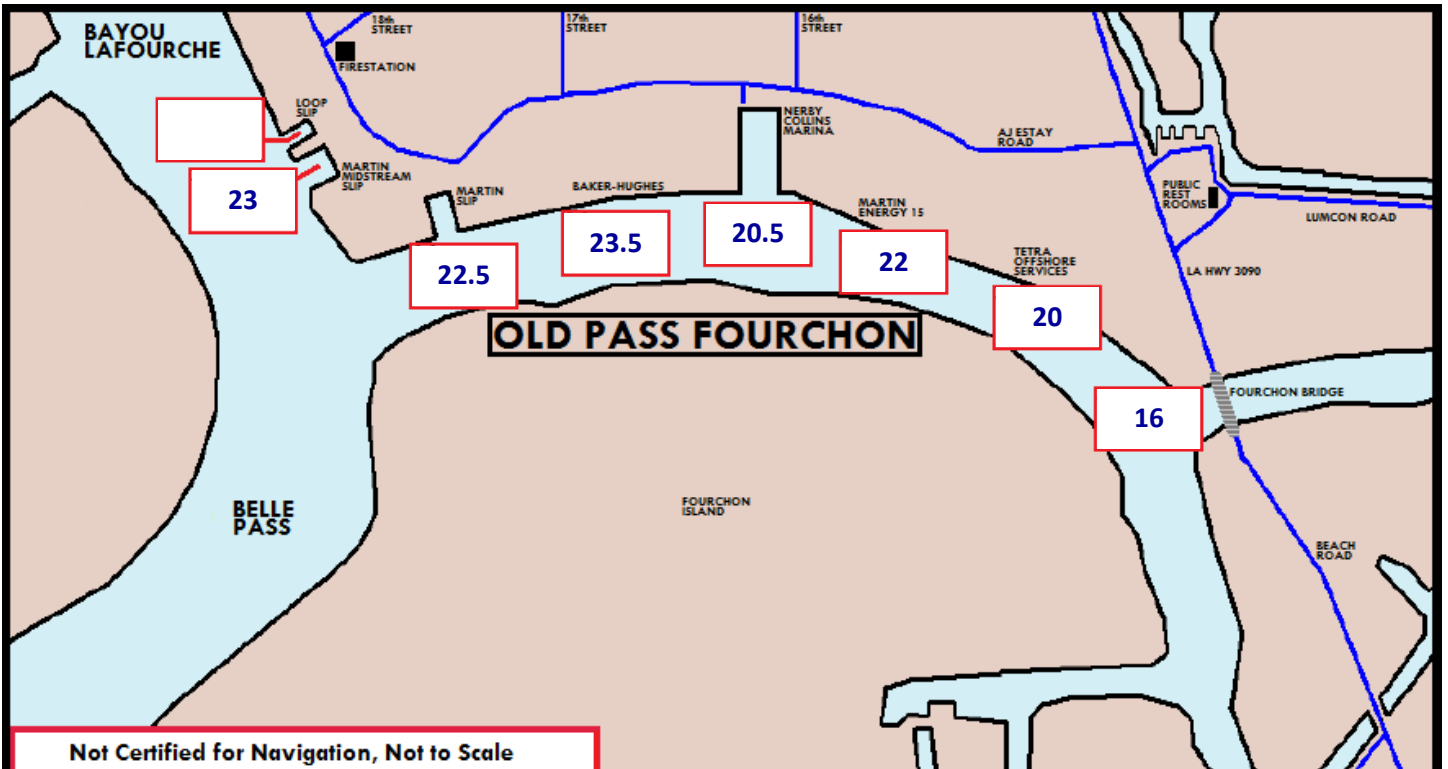 BAYOU
LAFOURCHE
18th
STREET
17th
STREET
16th
STREET
FIRESTATION
LOOP
SLIP
NERBY
COLLINS
MARINA
AJ ESTAY
ROAD
MARTIN
MIDSTREAM
SLIP
23
MARTIN
SLIP
BAKER-HUGHES
MARTIN
ENERGY 15
PUBLIC
REST
ROOMS
LUMCON ROAD
22.5
23.5
20.5
22
TETRA
OFFSHORE
SERVICES
LA HWY 3090
20
OLD PASS FOURCHON
16
FOURCHON BRIDGE
BELLE
PASS
FOURCHON
ISLAND
BEACH
ROAD
Not Certified for Navigation, Not to Scale